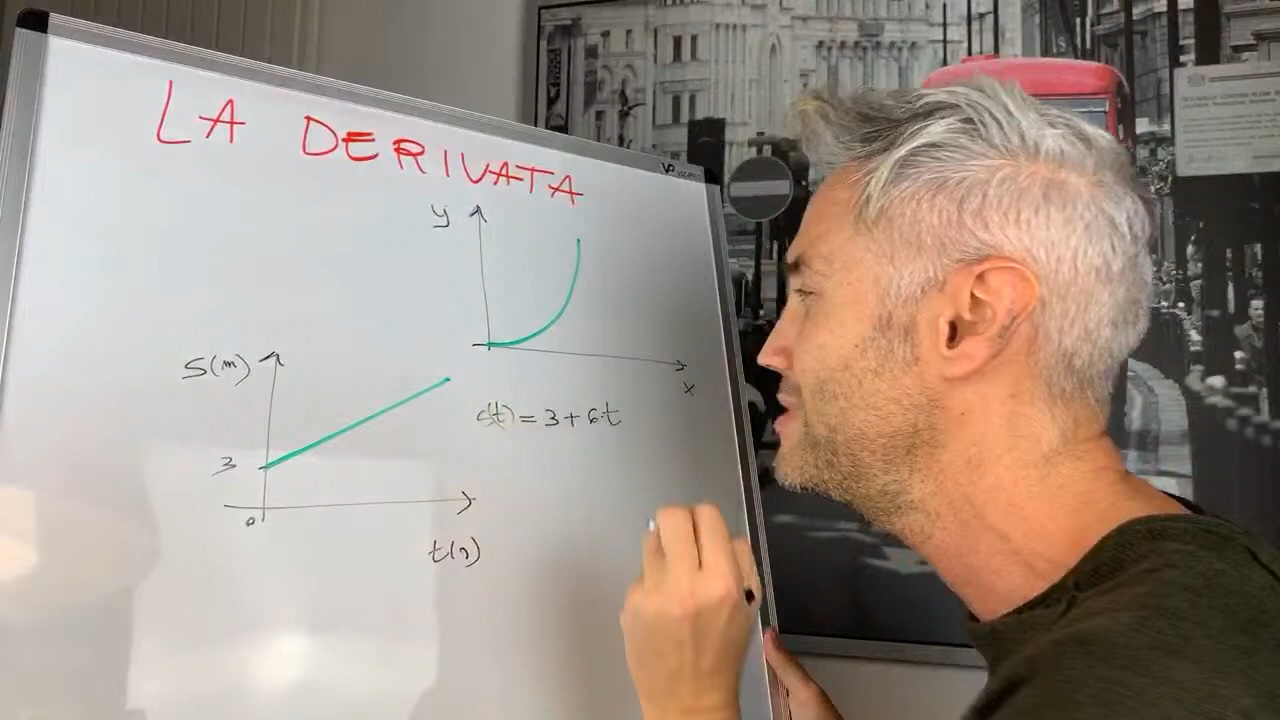 LA DERIVATA
y
x
S(m)
3
0
t(s)
s(t) = 3 + 6t